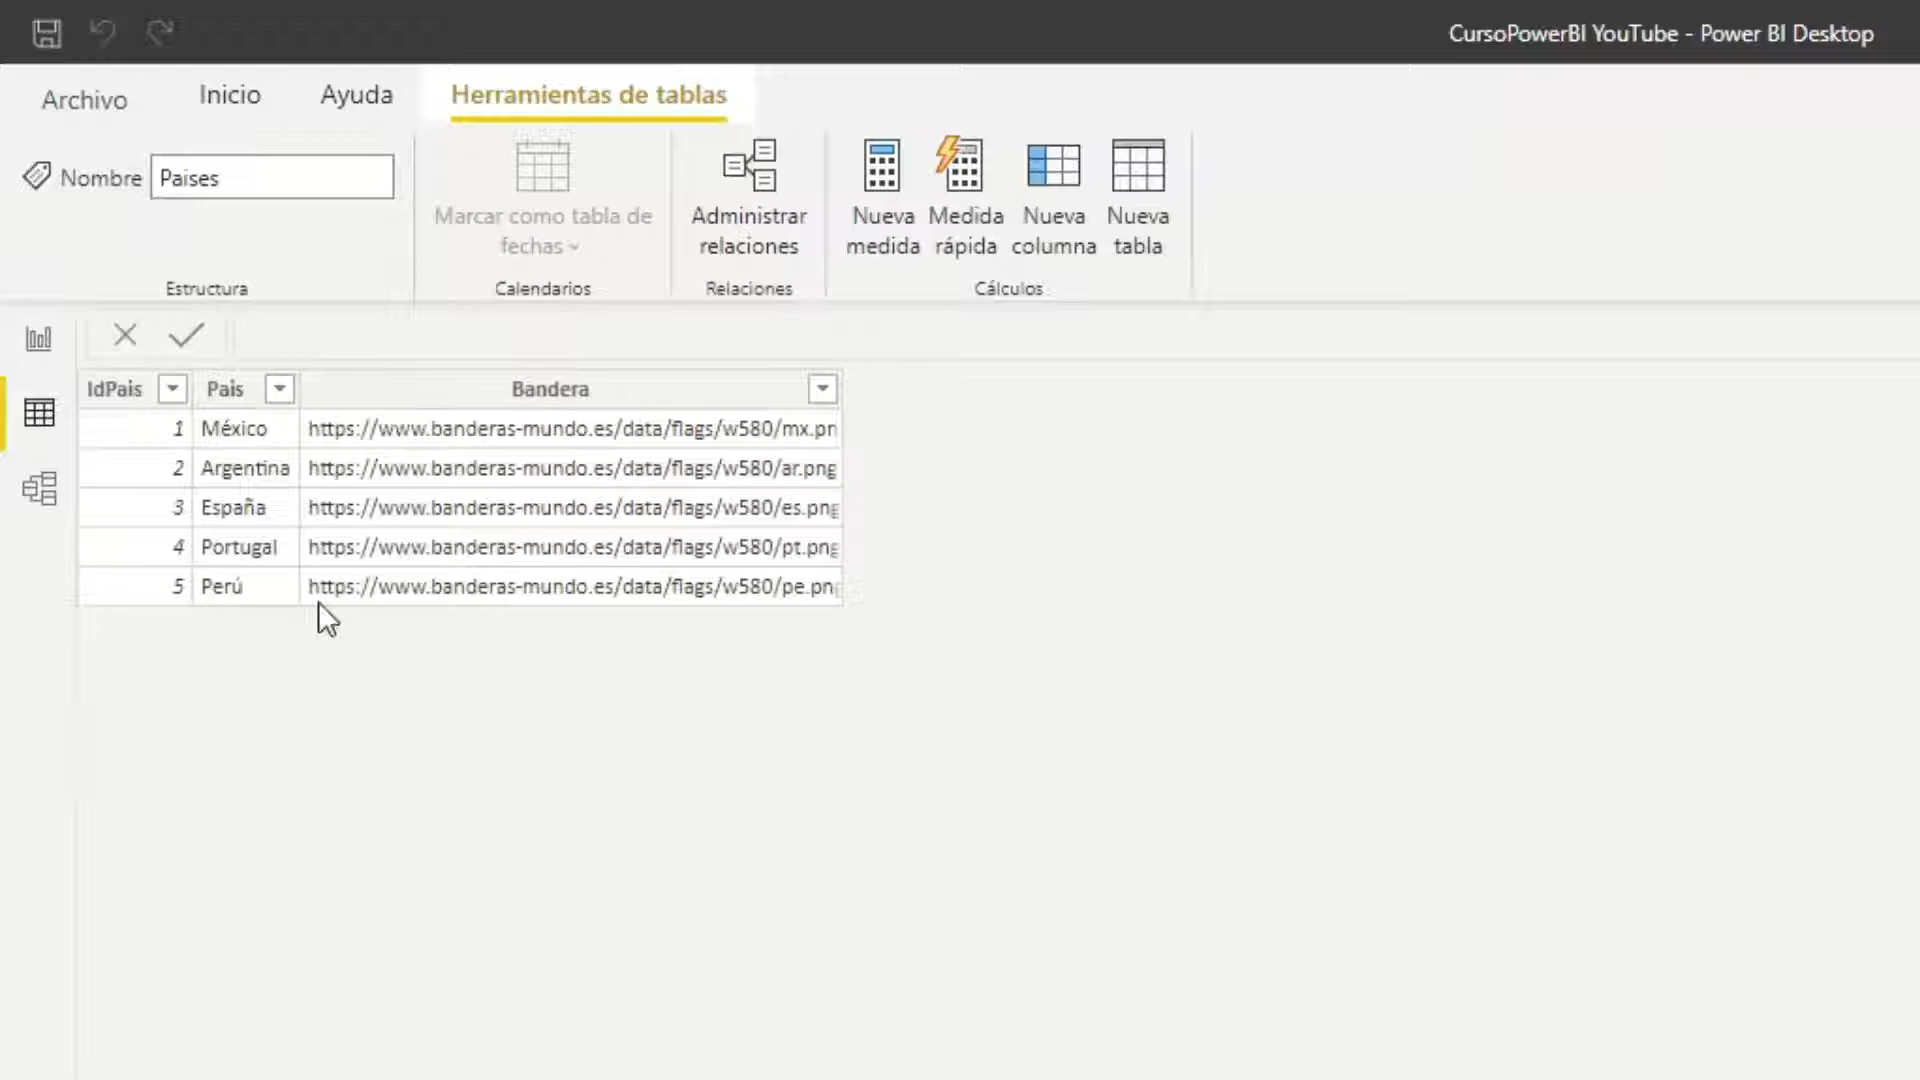 CursoPowerBI YouTube - Power BI Desktop
Archivo Inicio Ayuda Herramientas de tablas
Nombre Paises
Marcar como tabla de
fechas
Administrar
relaciones
Nueva
medida
Medida
rápida
Nueva
columna
Nueva
tabla
Estructura Calendarios Relaciones Cálculos
IdPais Pais Bandera
1 México https://www.banderas-mundo.es/data/flags/w580/mx.pn
2 Argentina https://www.banderas-mundo.es/data/flags/w580/ar.png
3 España https://www.banderas-mundo.es/data/flags/w580/es.png
4 Portugal https://www.banderas-mundo.es/data/flags/w580/pt.png
5 Perú https://www.banderas-mundo.es/data/flags/w580/pe.png